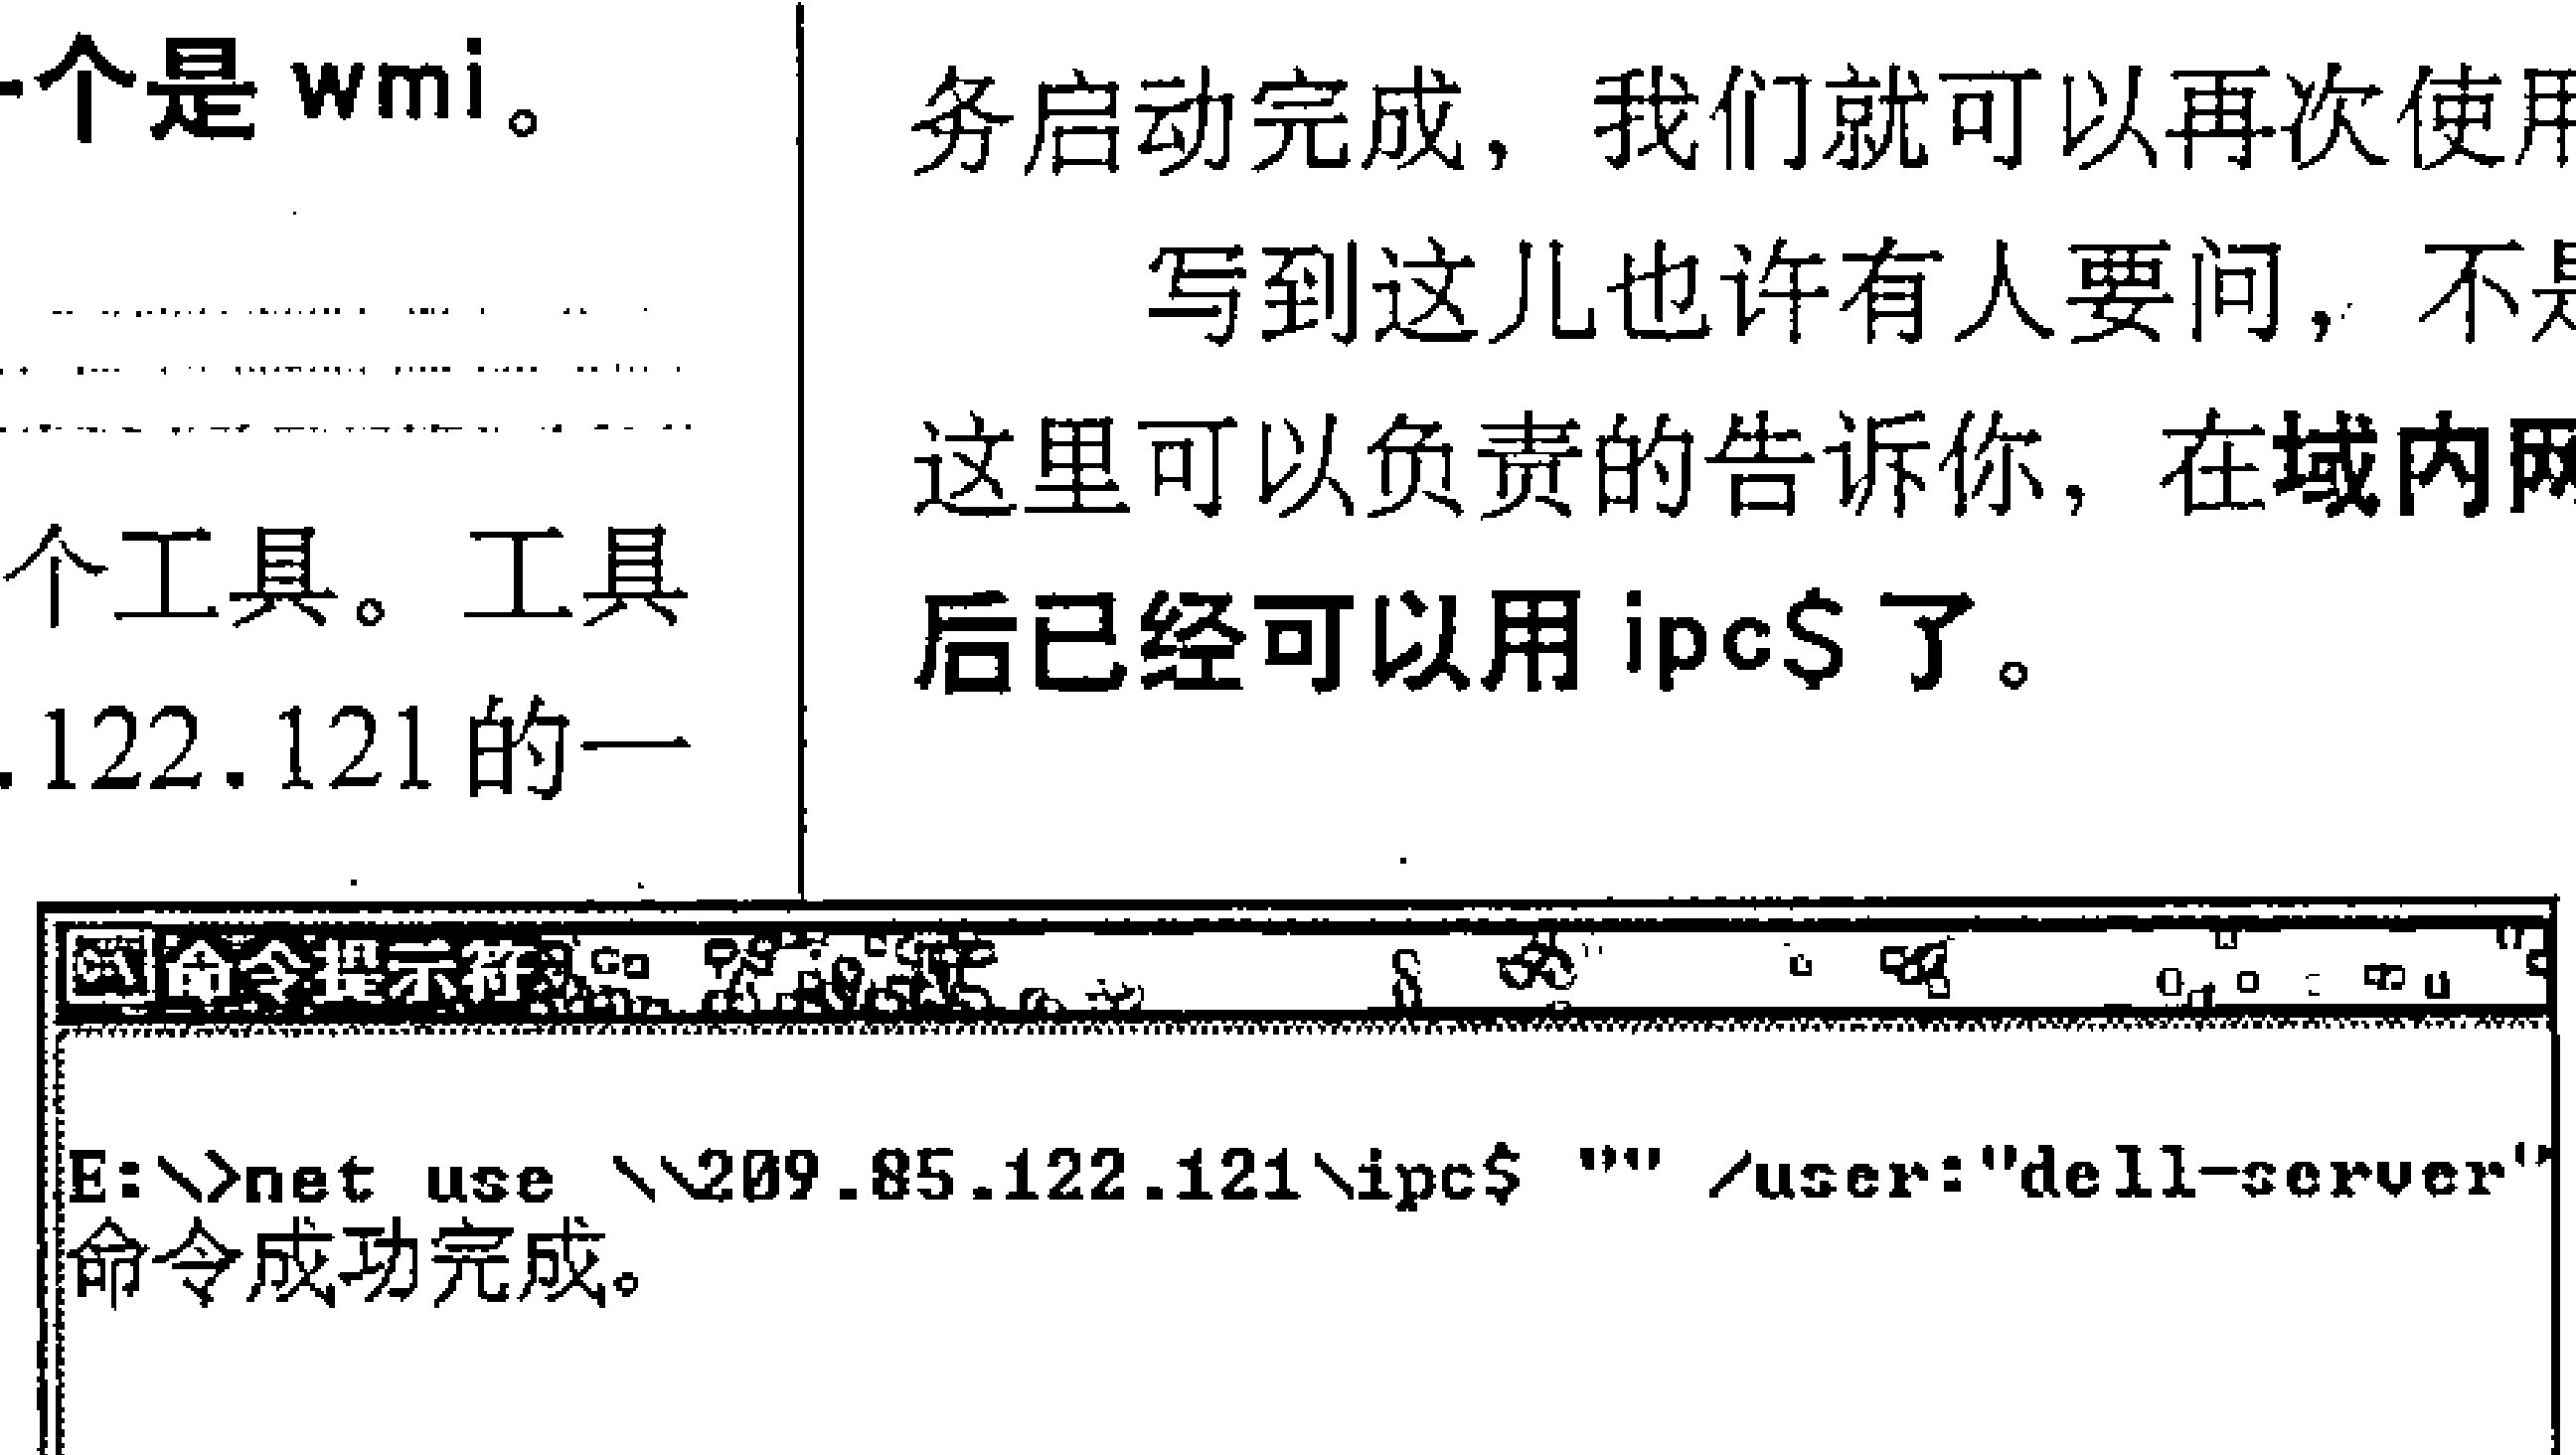 一个是 wmi。
个工具。工具
.122.121 的一
务启动完成，我们就可以再次使用
写到这儿也许有人要问，不是
这里可以负责的告诉你，在域内网
后已经可以用 ipc$ 了。
命令提示符
E:\>net use \\209.85.122.121\ipc$ "" /user:"dell-server"
命令成功完成。